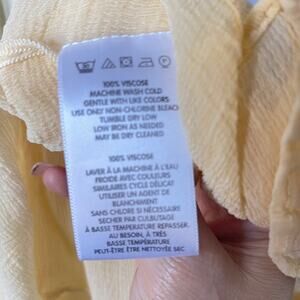 100% VISCOSE
MACHINE WASH COLD
GENTLE WITH LIKE COLORS
USE ONLY NON-CHLORINE BLEACH
TUMBLE DRY LOW
LOW IRON AS NEEDED
MAY BE DRY CLEANED
100% VISCOSE
LAVER À LA MACHINE À L'EAU
FROIDE AVEC COULEURS
SIMILAIRES CYCLE DÉLICAT
UTILISER UN AGENT DE
BLANCHIMENT
SANS CHLORE SI NÉCESSAIRE
SECHER PAR CULBUTAGE
À BASSE TEMPÉRATURE REPASSER
AU BESOIN, À TRÈS
BASSE TEMPÉRATURE
PEUT-ÊTRE ÊTRE NETTOYÉ SEC